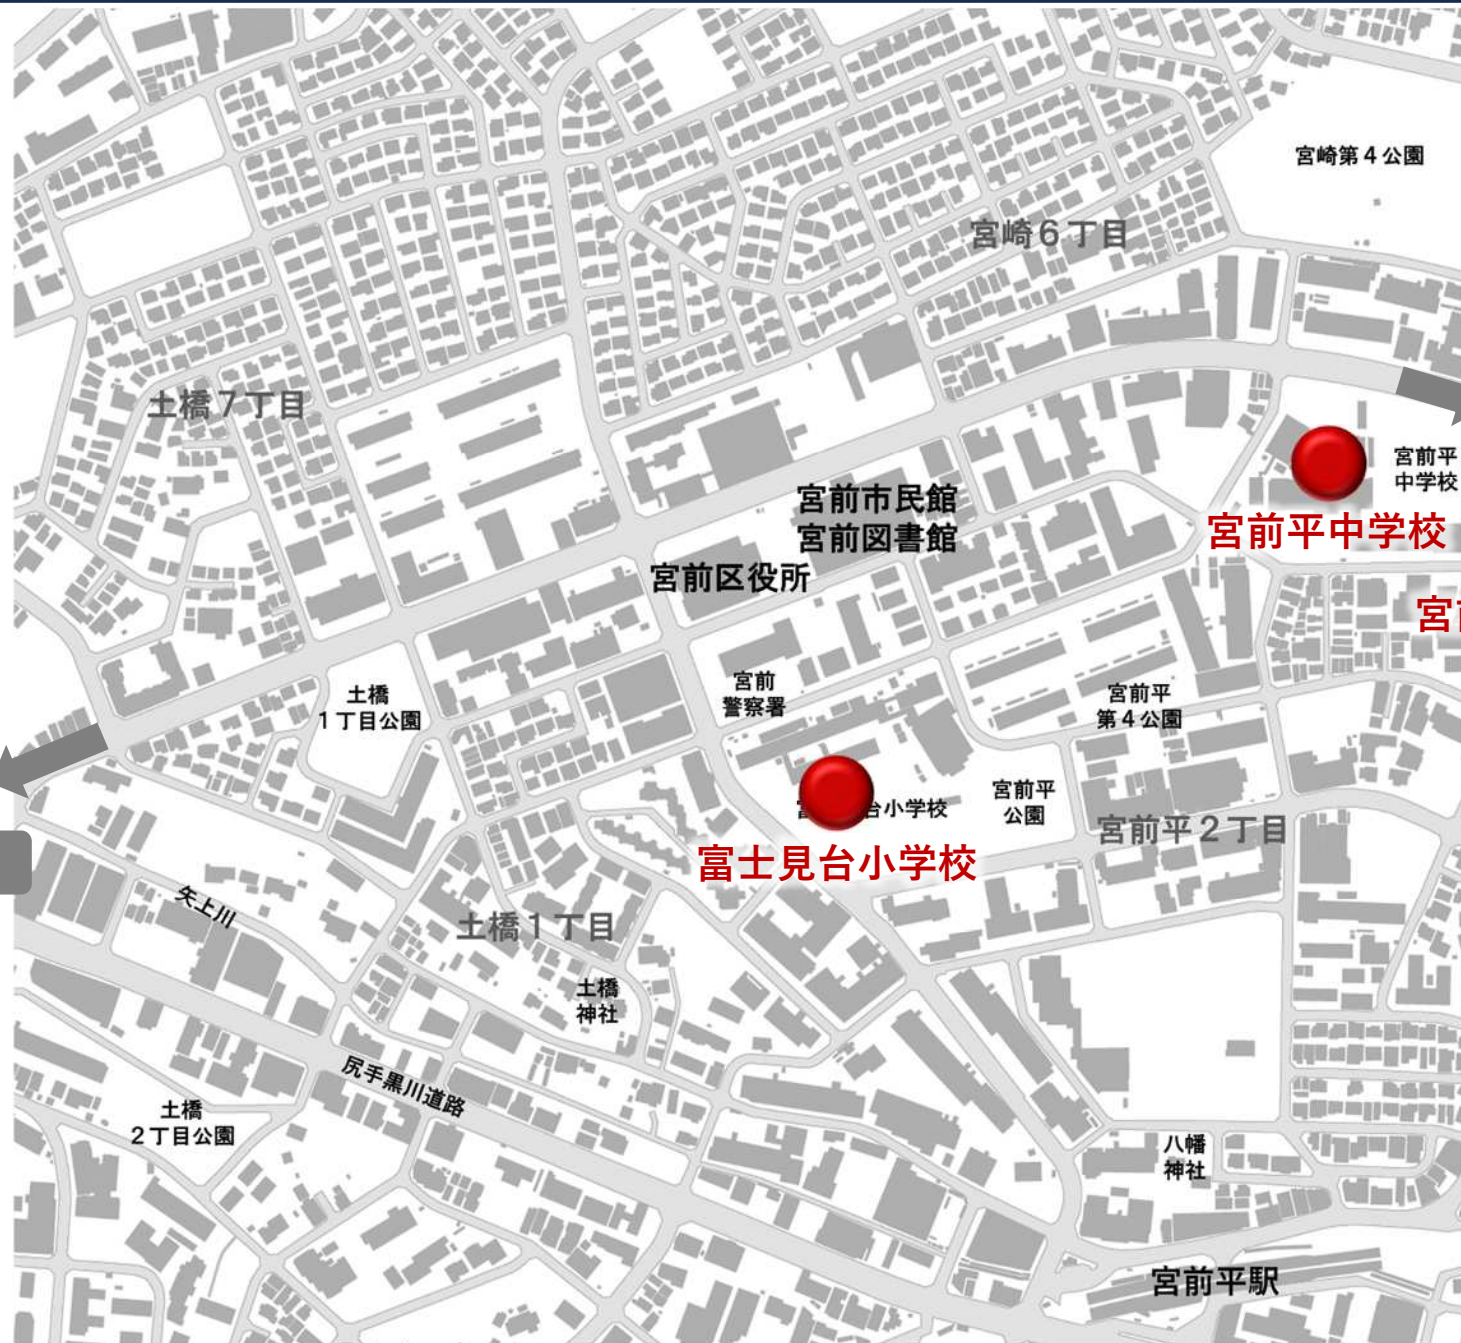 宮崎第4公園
宮崎6丁目
土橋7丁目
宮前平
中学校
宮前市民館
宮前図書館
宮前平中学校
宮前区役所
宮
宮前
警察署
土橋
1丁目公園
宮前平
第4公園
宮前平
公園
台小学校
宮前平2丁目
富士見台小学校
矢上川
土橋1丁目
土橋
神社
尻手黒川道路
土橋
2丁目公園
八幡
神社
宮前平駅